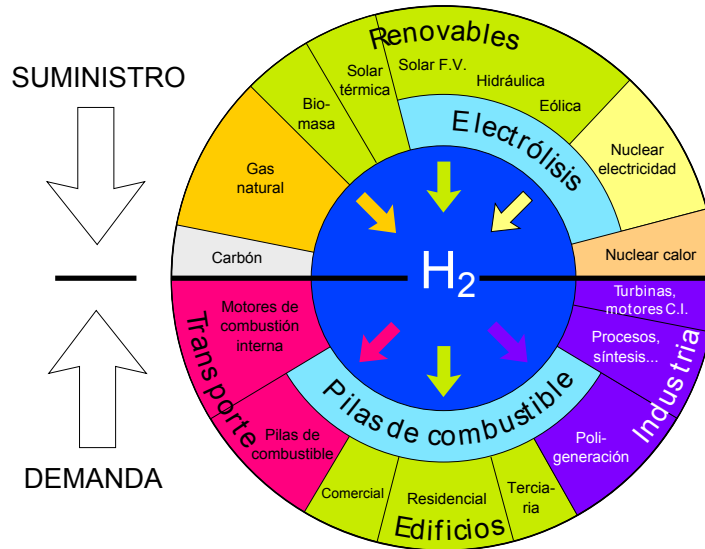 SUMINISTRO
Renovables
Solar F.V.
Hidráulica
Eólica
Solar
térmica
Bio-
masa
Electrólisis
Nuclear
electricidad
Gas
natural
Carbón
Nuclear calor
H2
Motores de
combustión
interna
Turbinas,
motores C.I.
Procesos,
síntesis...
Transporte
Industria
Pilas de combustible
Pilas de
combustible
Poli-
generación
Comercial
Residencial
Tercia-
ria
Edificios
DEMANDA